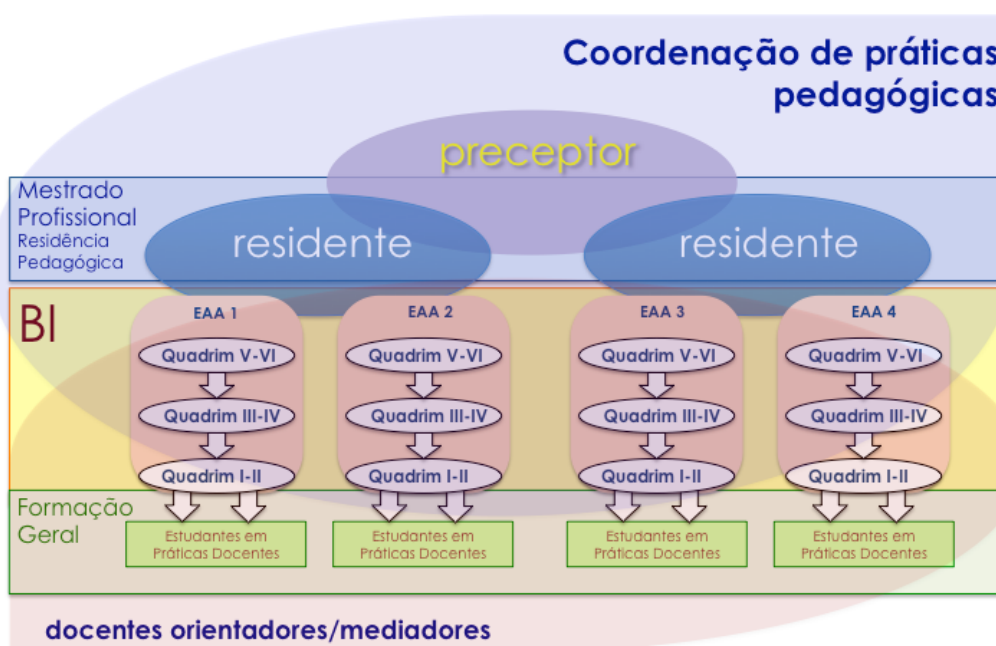 Coordenação de práticas
pedagógicas
preceptor
Mestrado
Profissional
Residência
Pedagógica
residente
residente
BI
EAA 1
EAA 2
EAA 3
EAA 4
Quadrim V-VI
Quadrim V-VI
Quadrim V-VI
Quadrim V-VI
Quadrim III-IV
Quadrim III-IV
Quadrim III-IV
Quadrim III-IV
Quadrim I-II
Quadrim I-II
Quadrim I-II
Quadrim I-II
Formação
Geral
Estudantes em
Práticas Docentes
Estudantes em
Práticas Docentes
Estudantes em
Práticas Docentes
Estudantes em
Práticas Docentes
docentes orientadores/mediadores